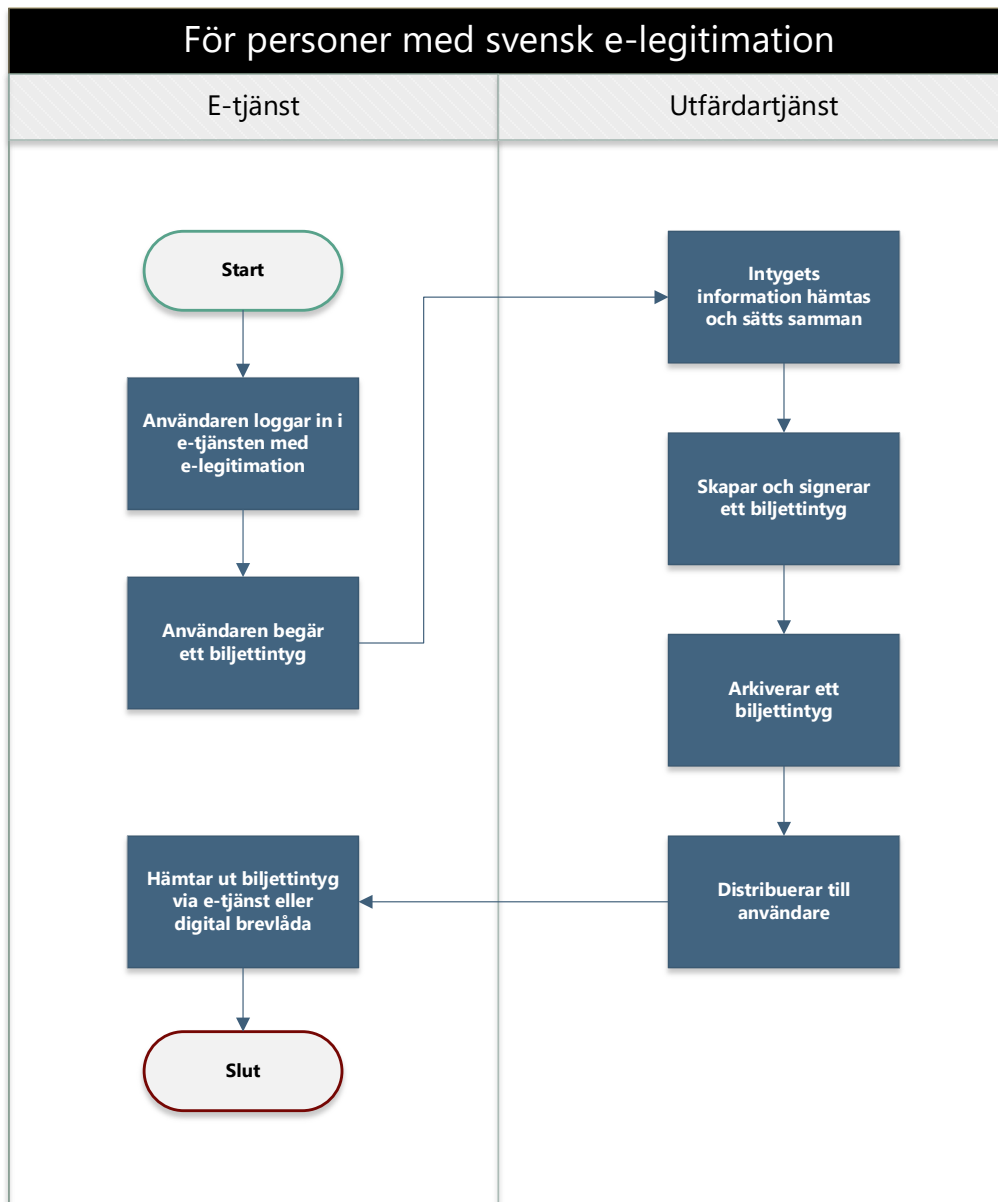 För personer med svensk e-legitimation
E-tjänst
Utfärdartjänst
Start
Användaren loggar in i
e-tjänsten med
e-legitimation
Användaren begär
ett biljettintyg
Intygets
information hämtas
och sätts samman
Skapar och signerar
ett biljettintyg
Arkiverar ett
biljettintyg
Distribuerar till
användare
Hämtar ut biljettintyg
via e-tjänst eller
digital brevlåda
Slut